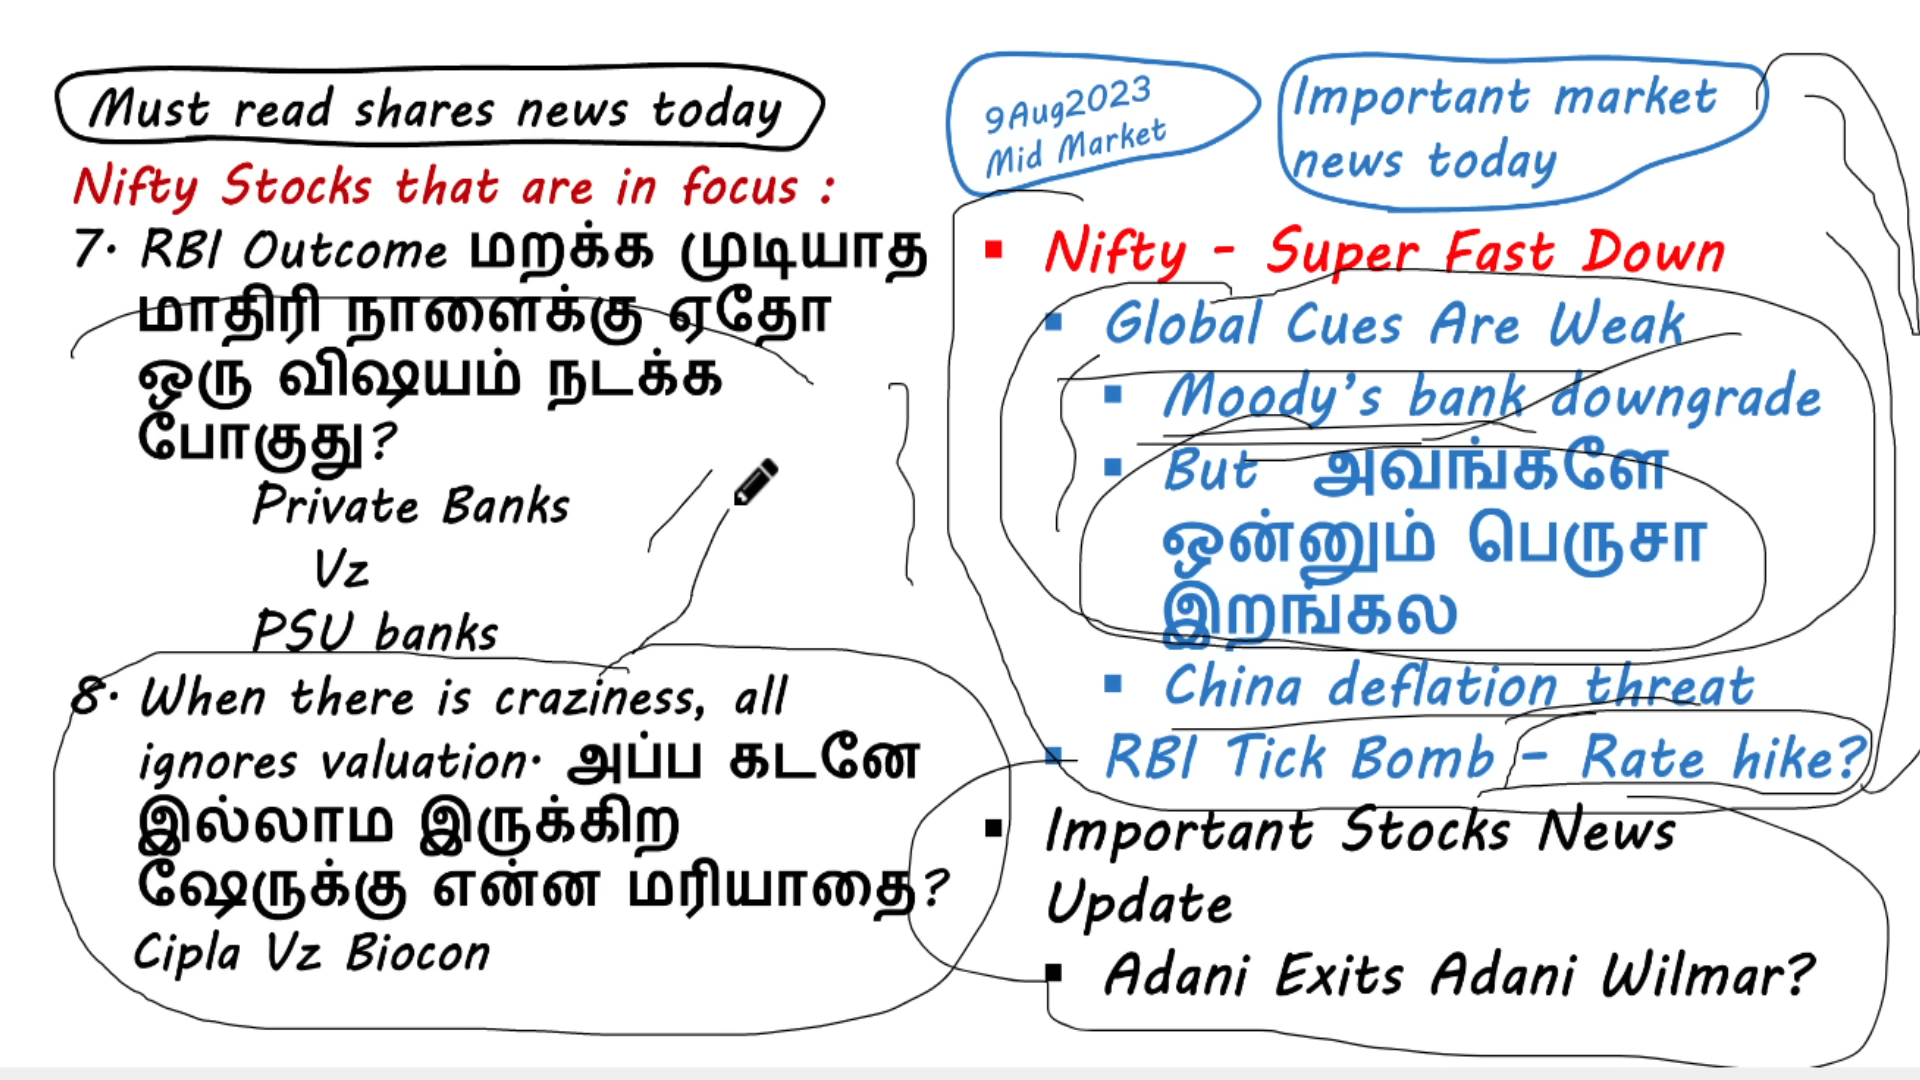 Must read shares news today
Nifty Stocks that are in focus :
7. RBI Outcome மறக்க முடியாத
மாதிரி நாளைக்கு ஏதோ
ஒரு விஷயம் நடக்க
போகுது?
Private Banks
Vz
PSU banks
8. When there is craziness, all
ignores valuation. அப்ப கடனே
இல்லாம இருக்கிற
ஷேருக்கு என்ன மரியாதை?
Cipla Vz Biocon
9Aug2023
Mid Market
Important market
news today
▪ Nifty - Super Fast Down
▪ Global Cues Are Weak
▪ Moody's bank downgrade
▪ But அவங்களே
ஒன்னும் பெருசா
இறங்கல
▪ China deflation threat
▪ RBI Tick Bomb - Rate hike?
▪ Important Stocks News
Update
▪ Adani Exits Adani Wilmar?